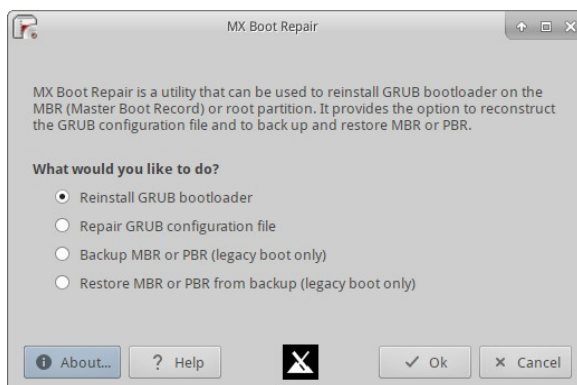 MX Boot Repair
MX Boot Repair is a utility that can be used to reinstall GRUB bootloader on the
MBR (Master Boot Record) or root partition. It provides the option to reconstruct
the GRUB configuration file and to back up and restore MBR or PBR.
What would you like to do?
Reinstall GRUB bootloader
Repair GRUB configuration file
Backup MBR or PBR (legacy boot only)
Restore MBR or PBR from backup (legacy boot only)
About... ? Help Ok Cancel